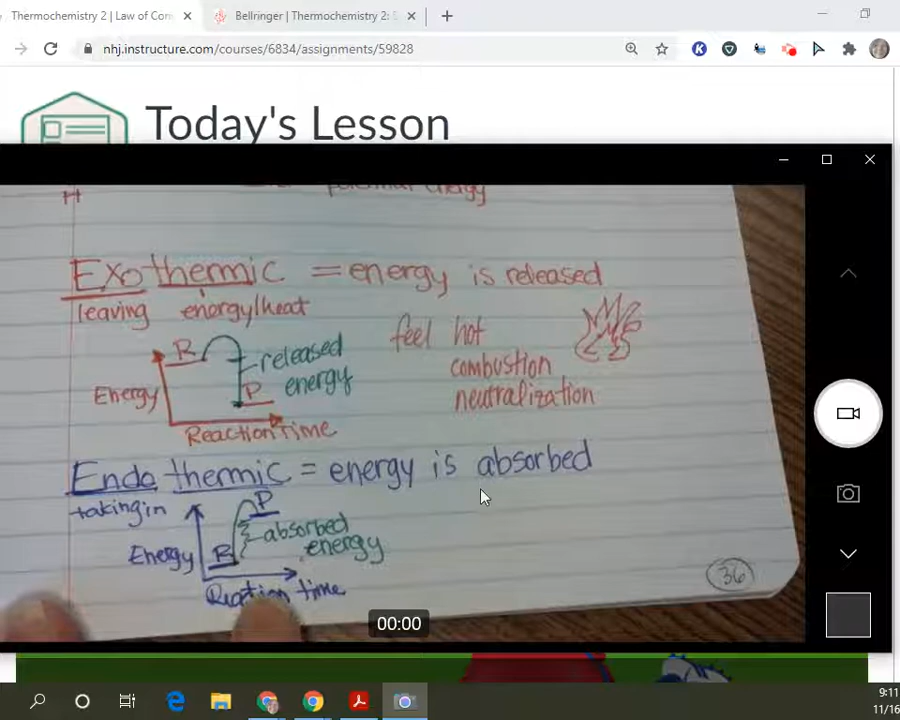 Thermochemistry 2 | Law of Con
Bellringer | Thermochemistry 2:
nhj.instructure.com/courses/6834/assignments/59828
Today's Lesson
potential energy
H
Exothermic = energy is released
leaving energy/heat
feel hot
combustion
neutralization
R
released
energy
P
Energy
Reaction time
Endothermic = energy is absorbed
taking in
P
absorbed
energy
Energy
R
Reaction time
36
00:00
9:11
11/16